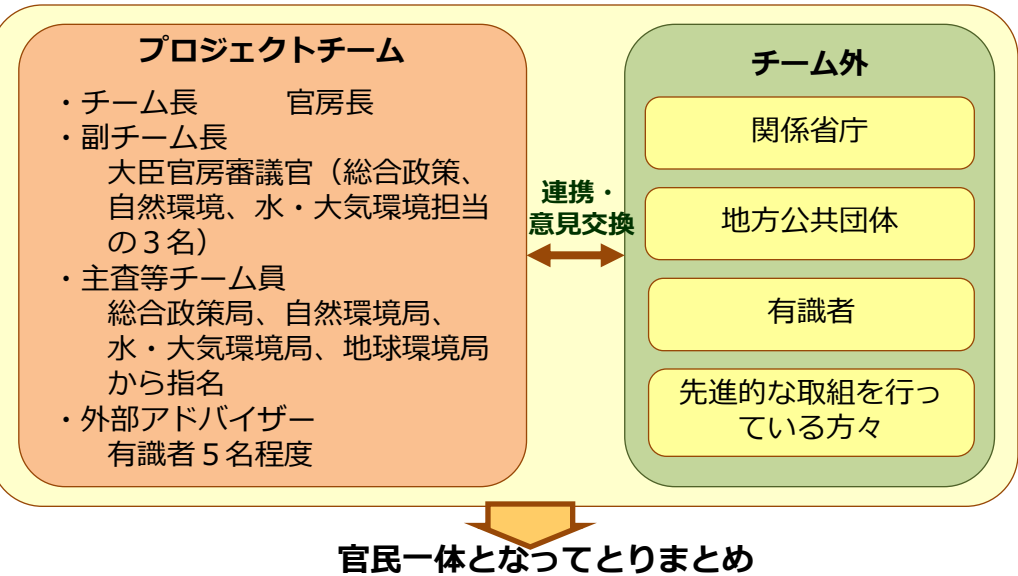 プロジェクトチーム
・チーム長　　　官房長
・副チーム長
大臣官房審議官（総合政策、
自然環境、水・大気環境担当
の３名）
・主査等チーム員
総合政策局、自然環境局、
水・大気環境局、地球環境局
から指名
・外部アドバイザー
有識者５名程度
連携・
意見交換
チーム外
関係省庁
地方公共団体
有識者
先進的な取組を行っ
ている方々
官民一体となってとりまとめ